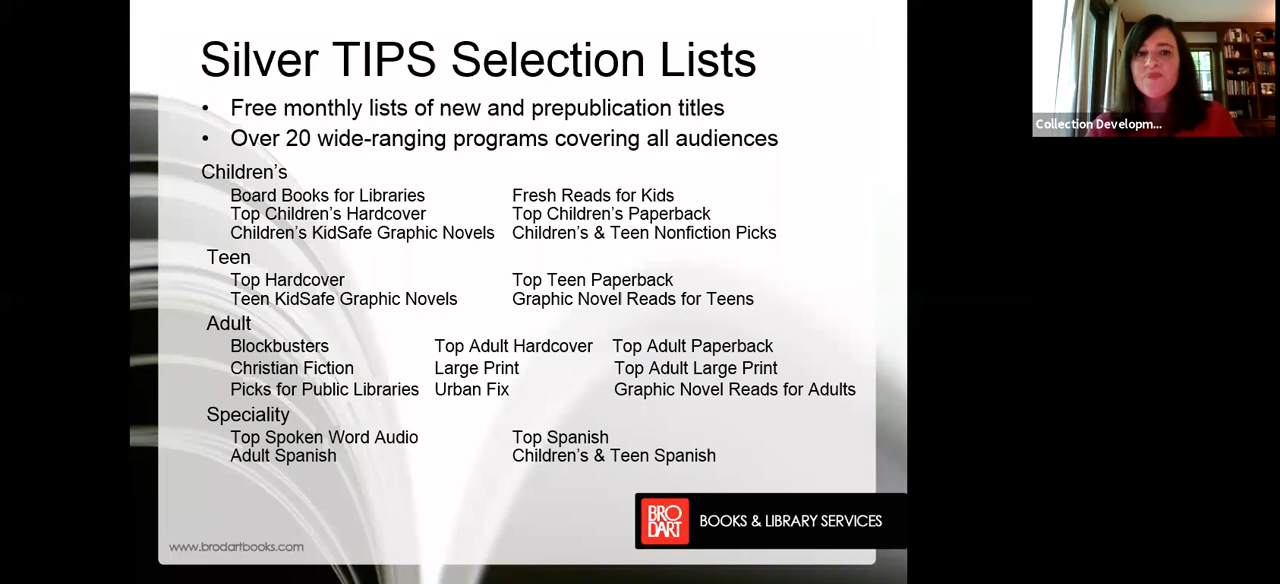 Silver TIPS Selection Lists
• Free monthly lists of new and prepublication titles
• Over 20 wide-ranging programs covering all audiences
Children's
Board Books for Libraries Fresh Reads for Kids
Top Children's Hardcover Top Children's Paperback
Children's KidSafe Graphic Novels Children's & Teen Nonfiction Picks
Teen
Top Hardcover Top Teen Paperback
Teen KidSafe Graphic Novels Graphic Novel Reads for Teens
Adult
Blockbusters Top Adult Hardcover Top Adult Paperback
Christian Fiction Large Print Top Adult Large Print
Picks for Public Libraries Urban Fix Graphic Novel Reads for Adults
Speciality
Top Spoken Word Audio Top Spanish
Adult Spanish Children's & Teen Spanish
BRO
DART
BOOKS & LIBRARY SERVICES
www.brodartbooks.com
Collection Developm...